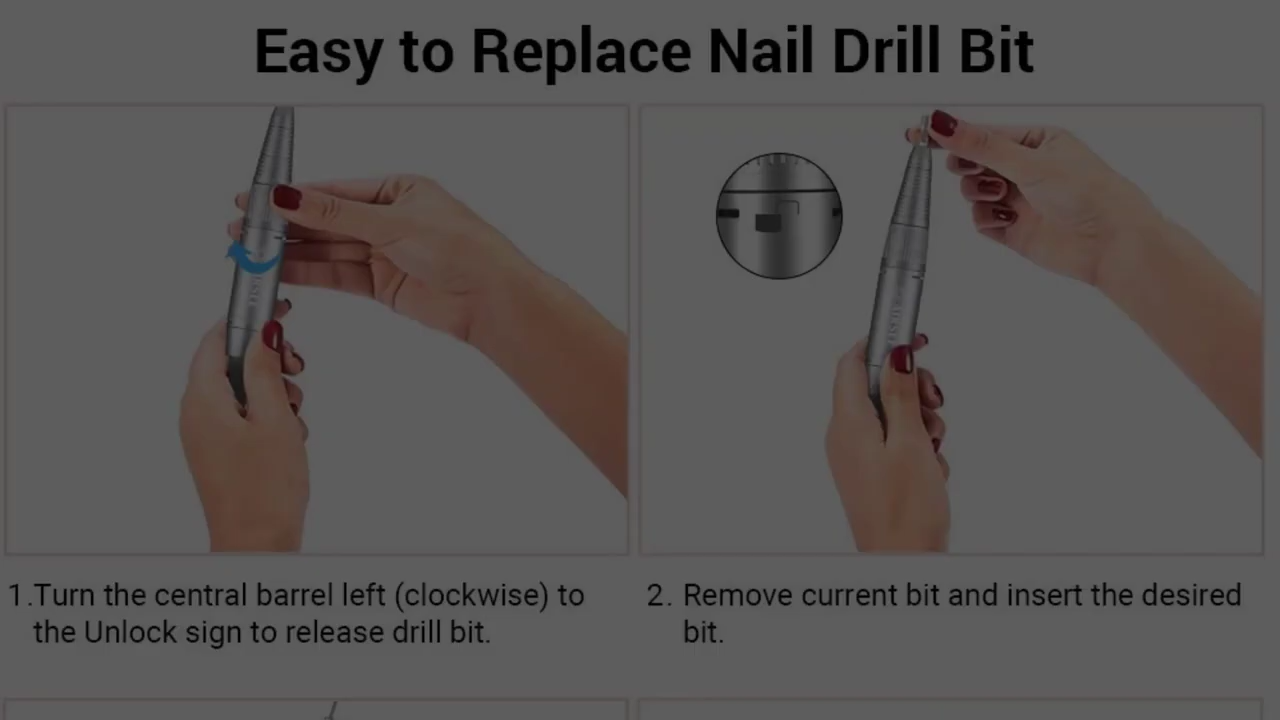 Easy to Replace Nail Drill Bit
1.Turn the central barrel left (clockwise) to
the Unlock sign to release drill bit.
2. Remove current bit and insert the desired
bit.